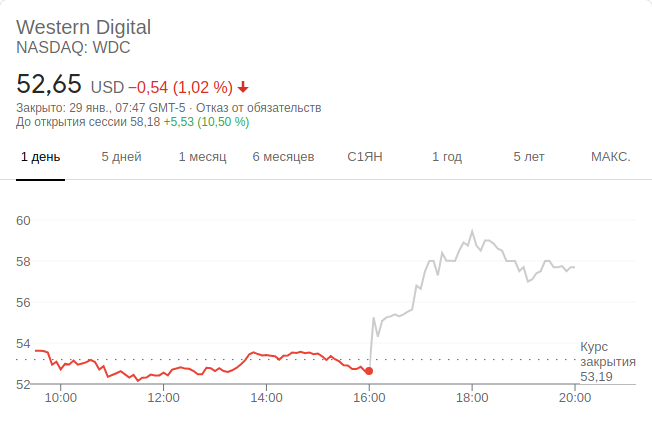 Western Digital
NASDAQ: WDC
52,65 USD −0,54 (1,02 %)
Закрыто: 29 янв., 07:47 GMT-5 · Отказ от обязательств
До открытия сессии 58,18 +5,53 (10,50 %)
1 день 5 дней 1 месяц 6 месяцев С1ЯН 1 год 5 лет МАКС.
60
58
56
54
52
Курс
закрытия
53,19
10:00 12:00 14:00 16:00 18:00 20:00